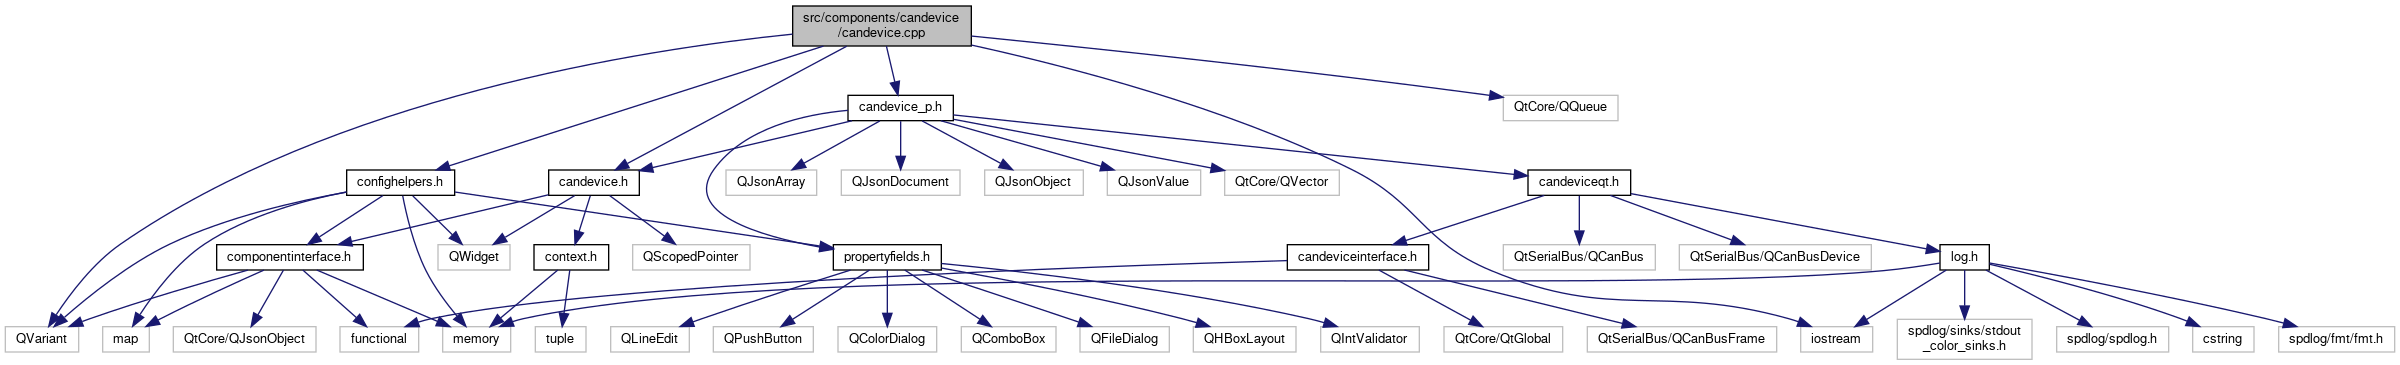 src/components/candevice
/candevice.cpp
candevice_p.h
QtCore/QQueue
confighelpers.h
candevice.h
QJsonArray
QJsonDocument
QJsonObject
QJsonValue
QtCore/QVector
candeviceqt.h
componentinterface.h
QWidget
context.h
QScopedPointer
propertyfields.h
candeviceinterface.h
QtSerialBus/QCanBus
QtSerialBus/QCanBusDevice
log.h
QVariant
map
QtCore/QJsonObject
functional
memory
tuple
QLineEdit
QPushButton
QColorDialog
QComboBox
QFileDialog
QHBoxLayout
QIntValidator
QtCore/QtGlobal
QtSerialBus/QCanBusFrame
iostream
spdlog/sinks/stdout
_color_sinks.h
spdlog/spdlog.h
cstring
spdlog/fmt/fmt.h